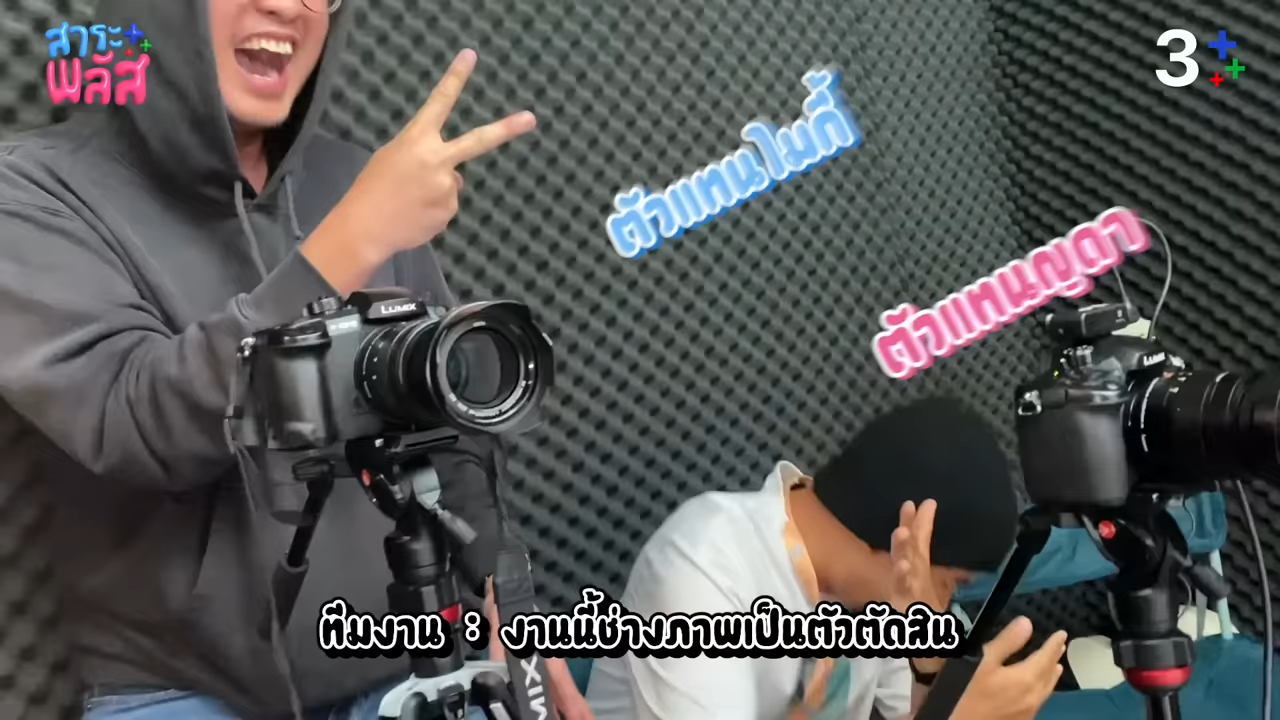 สาระ++
พลัส
3+++
ตัวแทนไมกี้
ตัวแทนญดา
LUMIX
LUMIX
ทีมงาน : งานนี้ช่างภาพเป็นตัวตัดสิน